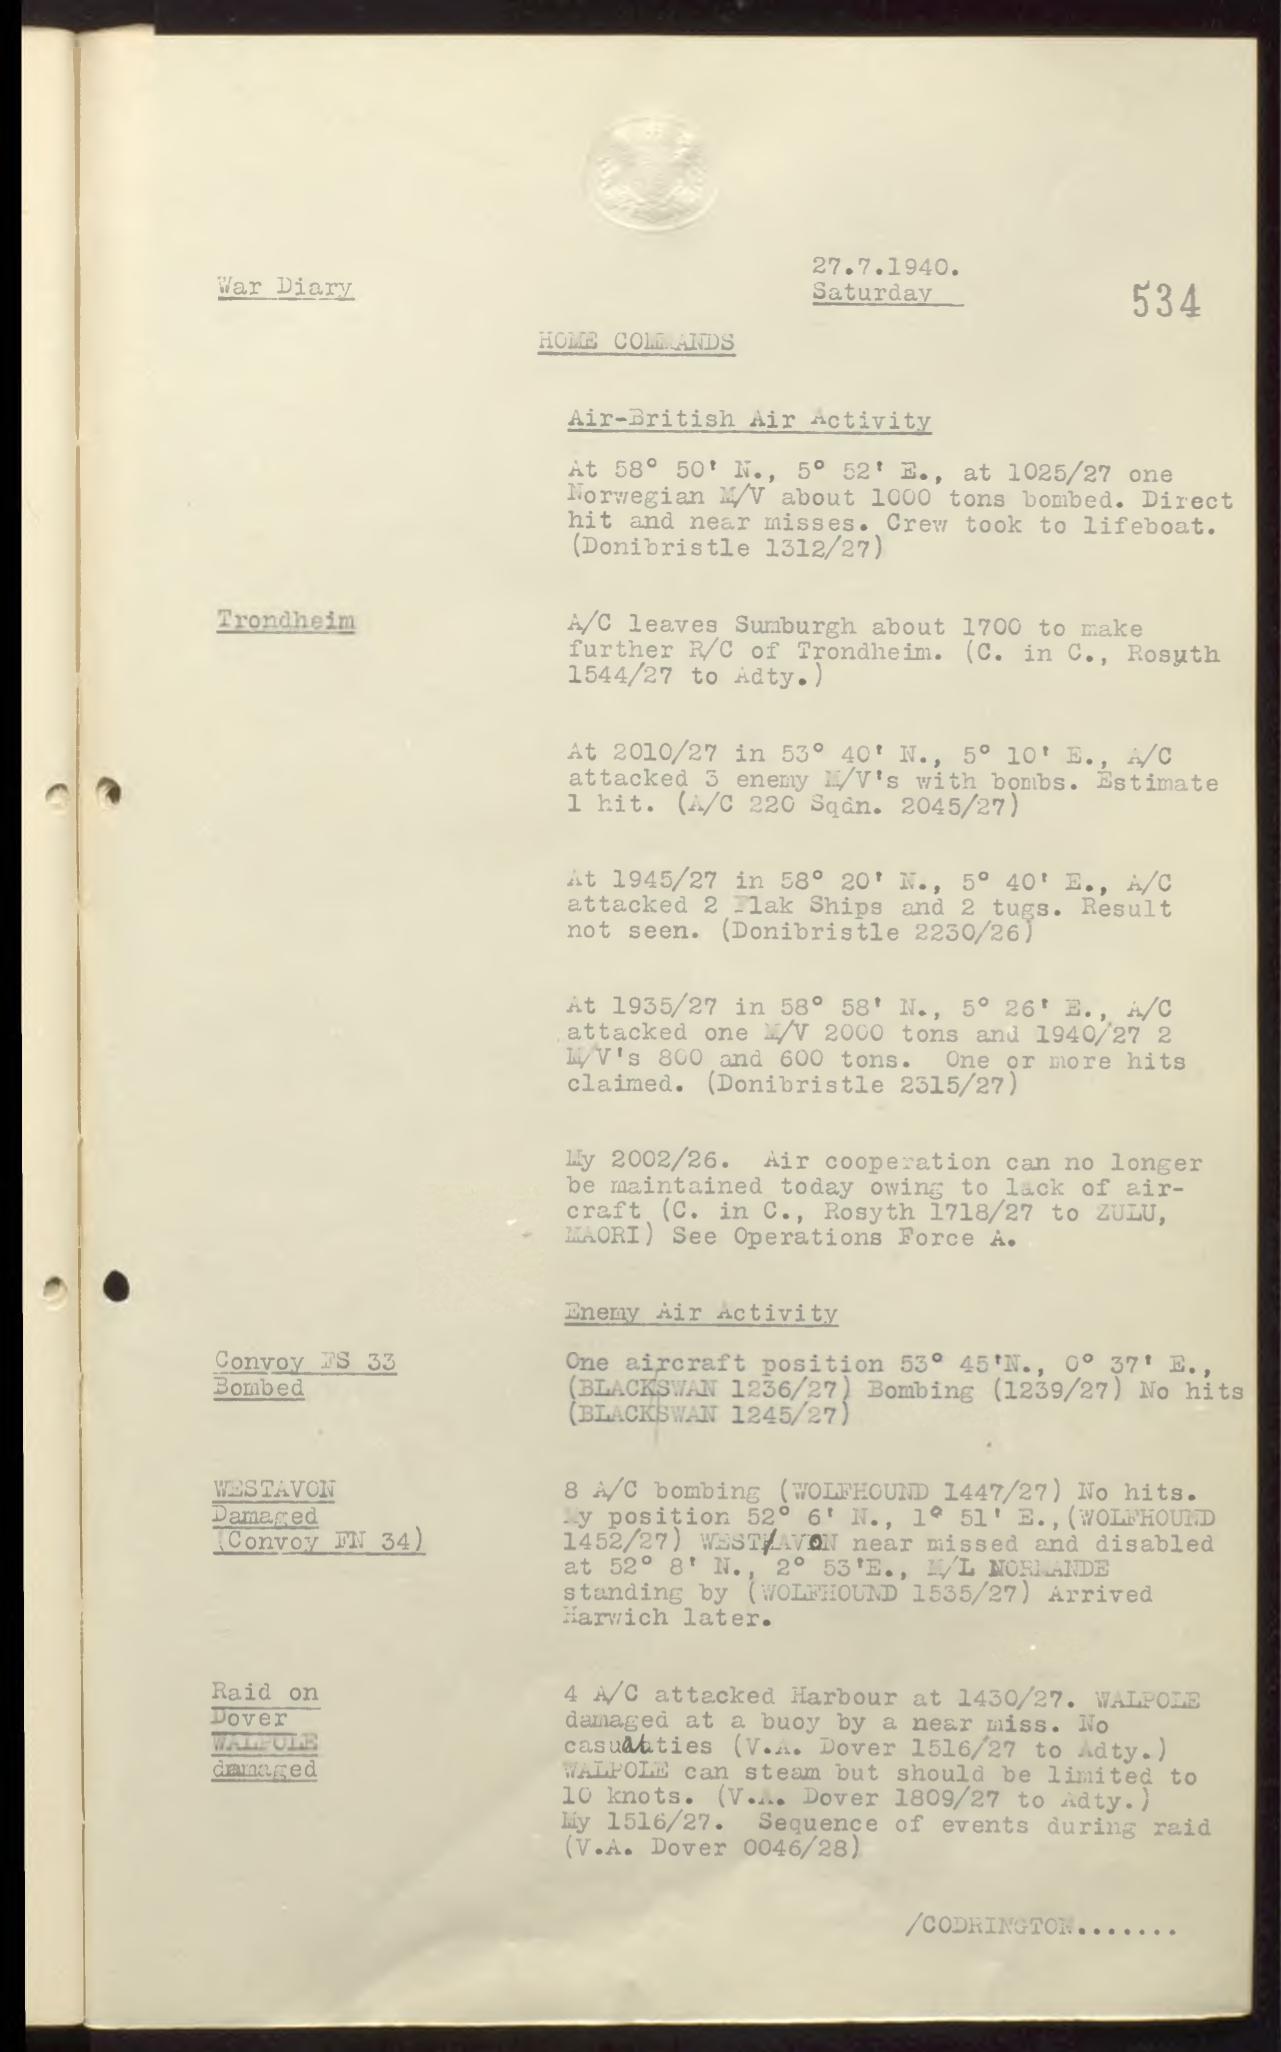 27.7.1940.
War Diary
Saturday
534
HOME COMMANDS
Air-British Air Activity
At 58° 50' N., 5° 52' E., at 1025/27 one
Norwegian M/V about 1000 tons bombed. Direct
hit and near misses. Crew took to lifeboat.
(Donibristle 1312/27)
Trondheim
A/C leaves Sumburgh about 1700 to make
further R/C of Trondheim. (C. in C., Rosyth
1544/27 to Adty.)
At 2010/27 in 53° 40' N., 5° 10' E., A/C
attacked 3 enemy M/V's with bombs. Estimate
1 hit. (A/C 220 Sqdn. 2045/27)
At 1945/27 in 58° 20' N., 5° 40' E., A/C
attacked 2 Flak Ships and 2 tugs. Result
not seen. (Donibristle 2230/26)
At 1935/27 in 58° 58' N., 5° 26' E., A/C
attacked one M/V 2000 tons and 1940/27 2
M/V's 800 and 600 tons. One or more hits
claimed. (Donibristle 2315/27)
My 2002/26. Air cooperation can no longer
be maintained today owing to lack of air-
craft (C. in C., Rosyth 1718/27 to ZULU,
MAORI) See Operations Force A.
Enemy Air Activity
Convoy FS 33
Bombed
One aircraft position 53° 45'N., 0° 37' E.,
(BLACK SWAN 1236/27) Bombing (1239/27) No hits
(BLACK SWAN 1245/27)
WESTAVON
Damaged
(Convoy FN 34)
8 A/C bombing (WOLFHOUND 1447/27) No hits.
My position 52° 6' N., 1° 51' E., (WOLFHOUND
1452/27) WESTAVON near missed and disabled
at 52° 8' N., 2° 53'E., M/L NORMANDE
standing by (WOLFHOUND 1535/27) Arrived
Harwich later.
Raid on
Dover
WALPOLE
damaged
4 A/C attacked Harbour at 1430/27. WALPOLE
damaged at a buoy by a near miss. No
casualties (V.A. Dover 1516/27 to Adty.)
WALPOLE can steam but should be limited to
10 knots. (V.A. Dover 1809/27 to Adty.)
My 1516/27. Sequence of events during raid
(V.A. Dover 0046/28)
/CODRINGTON.......